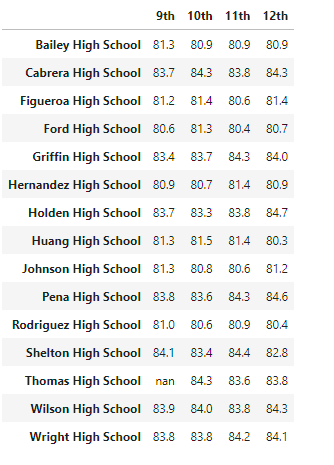 9th 10th 11th 12th
Bailey High School 81.3 80.9 80.9 80.9
Cabrera High School 83.7 84.3 83.8 84.3
Figueroa High School 81.2 81.4 80.6 81.4
Ford High School 80.6 81.3 80.4 80.7
Griffin High School 83.4 83.7 84.3 84.0
Hernandez High School 80.9 80.7 81.4 80.9
Holden High School 83.7 83.3 83.8 84.7
Huang High School 81.3 81.5 81.4 80.3
Johnson High School 81.3 80.8 80.6 81.2
Pena High School 83.8 83.6 84.3 84.6
Rodriguez High School 81.0 80.6 80.9 80.4
Shelton High School 84.1 83.4 84.4 82.8
Thomas High School nan 84.3 83.6 83.8
Wilson High School 83.9 84.0 83.8 84.3
Wright High School 83.8 83.8 84.2 84.1